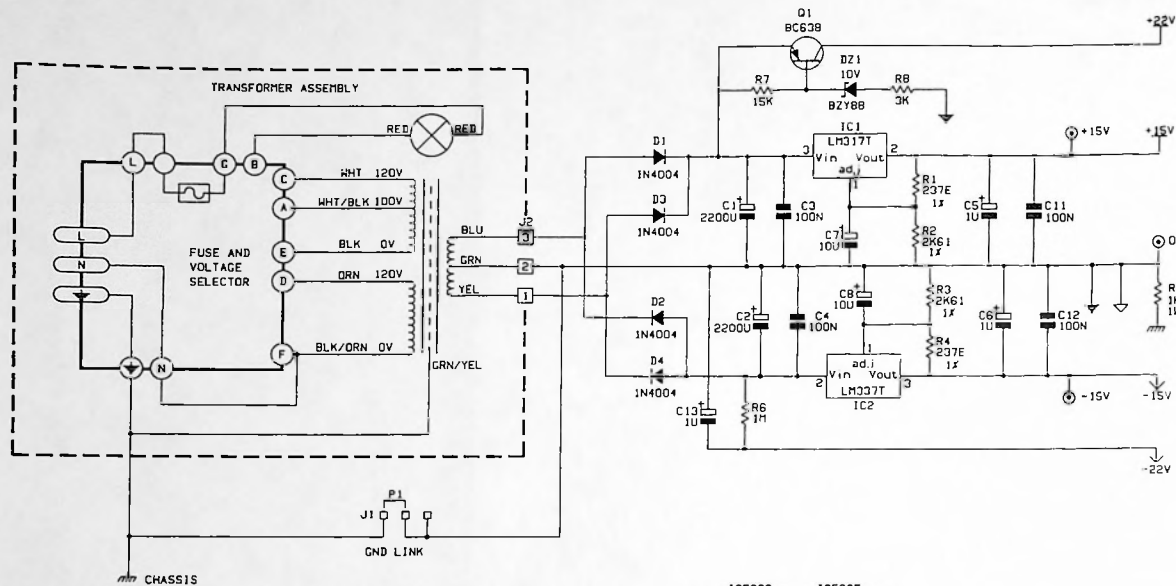 Q1
BC638
+22V
DZ1
10V
BZY88
R7
15K
R8
3K
TRANSFORMER ASSEMBLY
RED
RED
L
G
B
C
A
E
D
F
N
WHT 120V
WHT/BLK 100V
BLK 0V
ORN 120V
BLK/ORN 0V
L
N
FUSE AND
VOLTAGE
SELECTOR
GRN/YEL
BLU
GRN
YEL
J2
3
2
1
D1
1N4004
D3
1N4004
D2
1N4004
D4
1N4004
IC1
LM317T
Vin Vout
adj
3
2
1
+15V
+15V
C1
2200U
C3
100N
C7
10U
R1
237E
1%
R2
2K61
1%
C5
1U
C11
100N
C2
2200U
C4
100N
C8
10U
R3
2K61
1%
R4
237E
1%
C6
1U
C12
100N
1
adj
Vin Vout
LM337T
IC2
2
3
C13
1U
R6
1M
-15V
-15V
-22V
P1
J1
GND LINK
CHASSIS